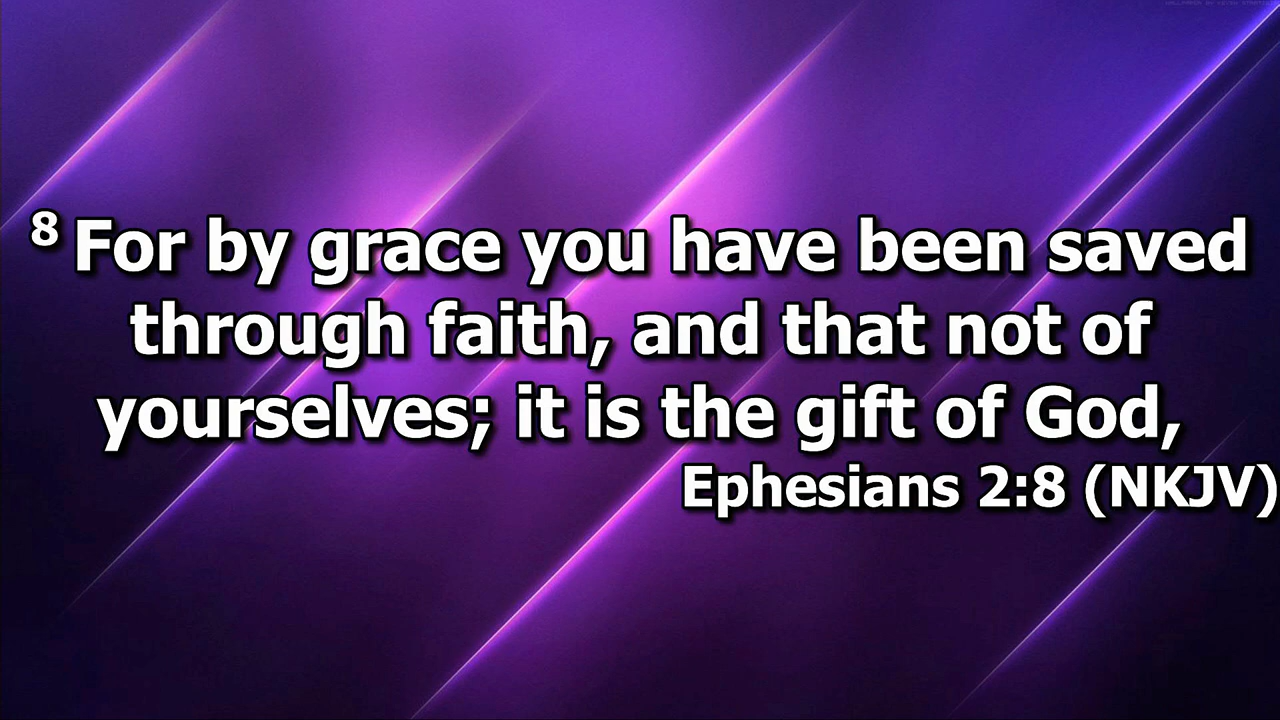 8 For by grace you have been saved
through faith, and that not of
yourselves; it is the gift of God,
Ephesians 2:8 (NKJV)